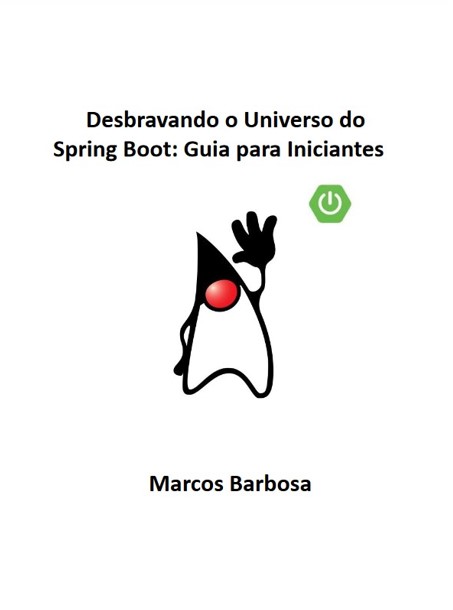 Desbravando o Universo do
Spring Boot: Guia para Iniciantes
Marcos Barbosa